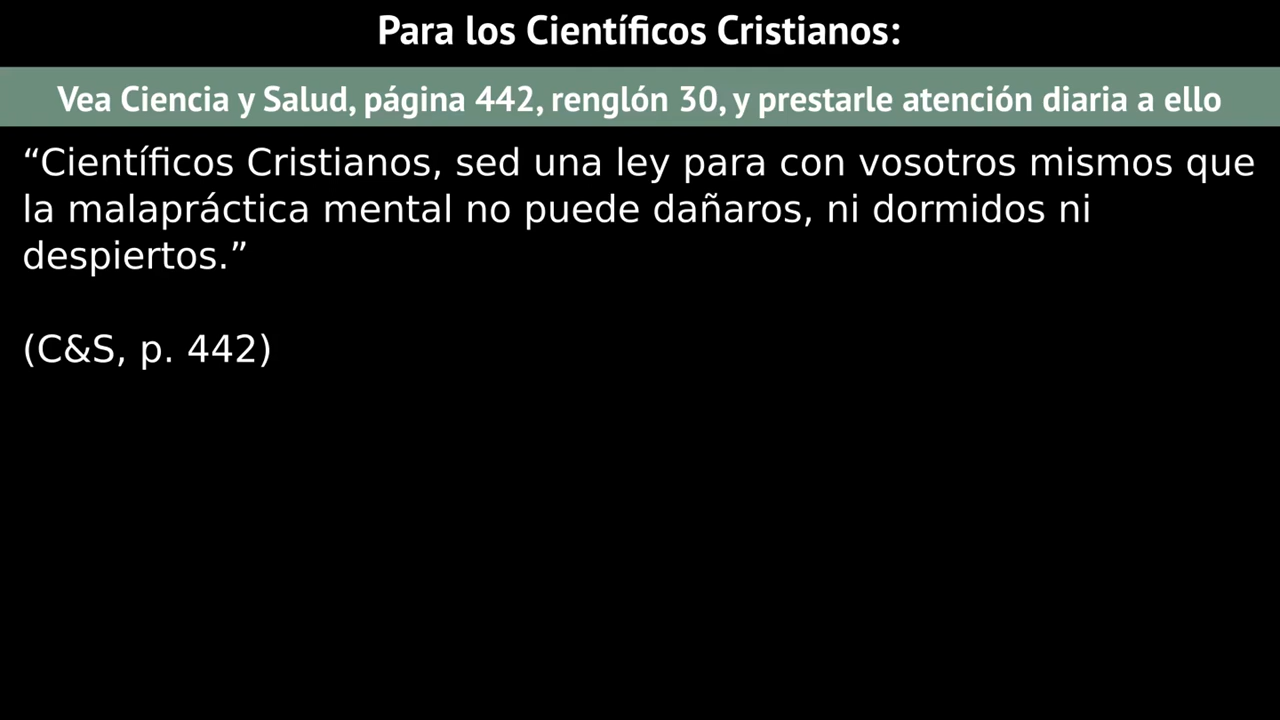 Para los Científicos Cristianos:
Vea Ciencia y Salud, página 442, renglón 30, y prestarle atención diaria a ello
“Científicos Cristianos, sed una ley para con vosotros mismos que
la malapráctica mental no puede dañaros, ni dormidos ni
despiertos.”
(C&S, p. 442)